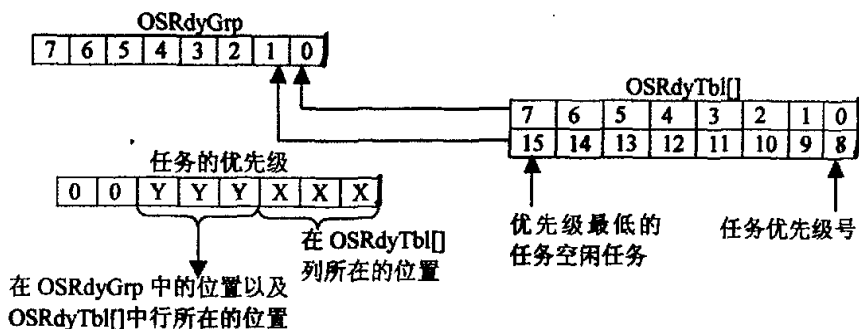 OSRdyGrp
7 6 5 4 3 2 1 0
OSRdyTbl[]
7 6 5 4 3 2 1 0
15 14 13 12 11 10 9 8
任务的优先级
0 0 Y Y Y X X X
在 OSRdyTbl[]
列所在的位置
优先级最低的
任务空闲任务
任务优先级号
在 OSRdyGrp 中的位置以及
OSRdyTbl[]中行所在的位置